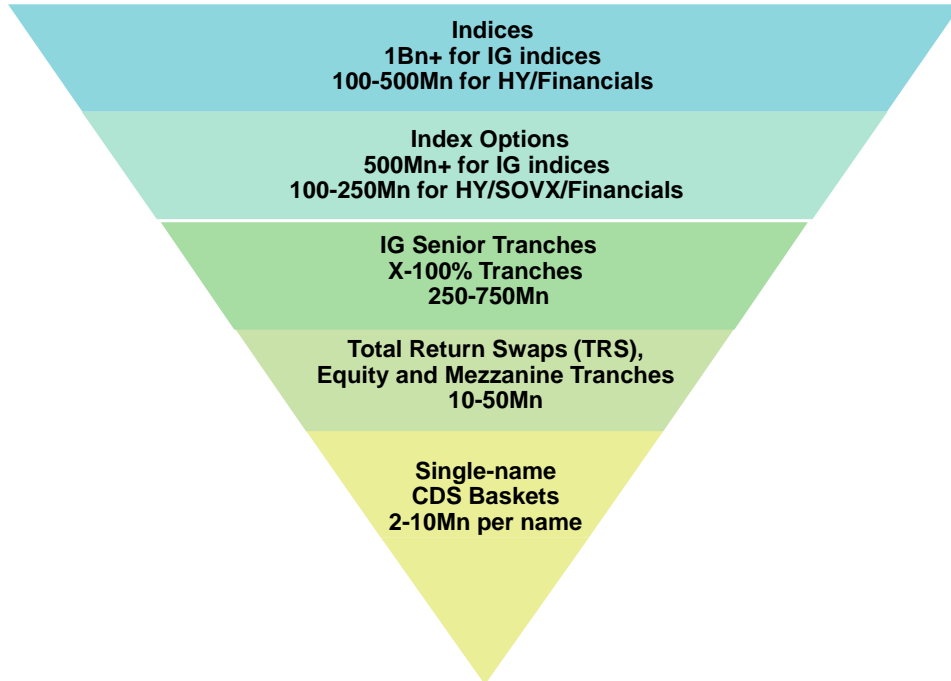 Indices
1Bn+ for IG indices
100-500Mn for HY/Financials
Index Options
500Mn+ for IG indices
100-250Mn for HY/SOVX/Financials
IG Senior Tranches
X-100% Tranches
250-750Mn
Total Return Swaps (TRS),
Equity and Mezzanine Tranches
10-50Mn
Single-name
CDS Baskets
2-10Mn per name